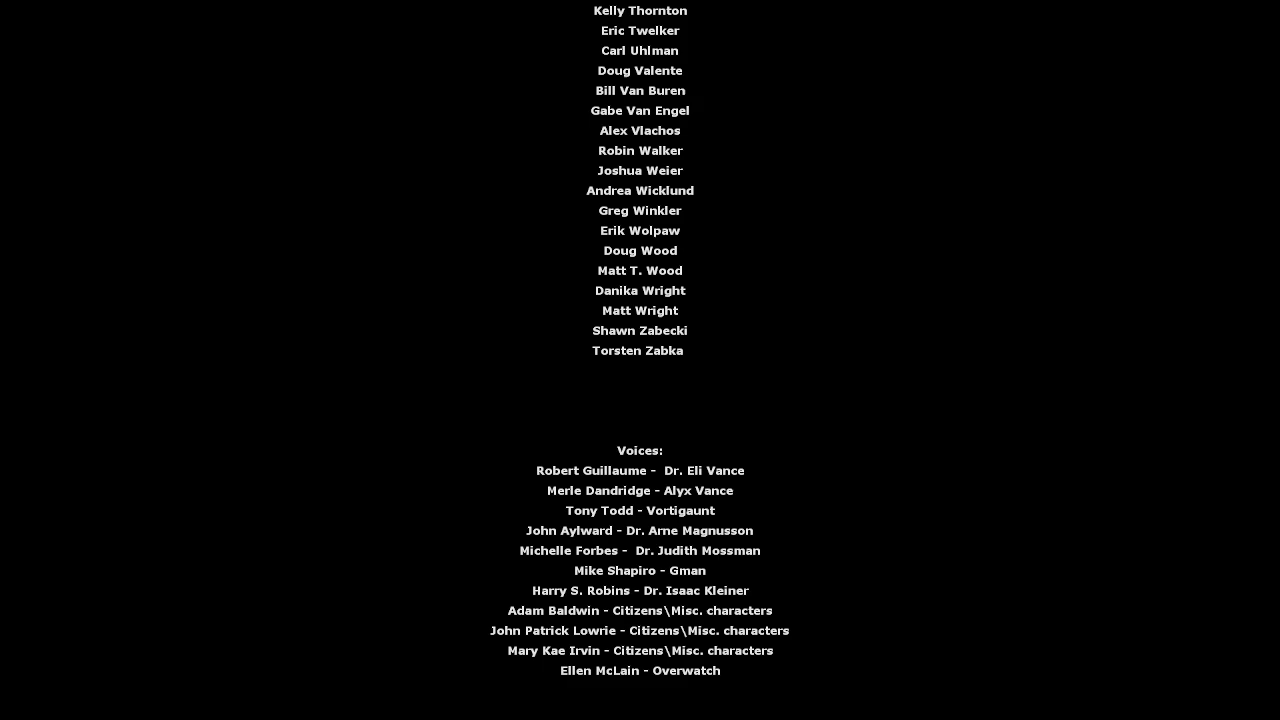 Kelly Thornton
Eric Twelker
Carl Uhlman
Doug Valente
Bill Van Buren
Gabe Van Engel
Alex Vlachos
Robin Walker
Joshua Weier
Andrea Wicklund
Greg Winkler
Erik Wolpaw
Doug Wood
Matt T. Wood
Danika Wright
Matt Wright
Shawn Zabecki
Torsten Zabka
Voices:
Robert Guillaume -  Dr. Eli Vance
Merle Dandridge - Alyx Vance
Tony Todd - Vortigaunt
John Aylward - Dr. Arne Magnusson
Michelle Forbes -  Dr. Judith Mossman
Mike Shapiro - Gman
Harry S. Robins - Dr. Isaac Kleiner
Adam Baldwin - Citizens\Misc. characters
John Patrick Lowrie - Citizens\Misc. characters
Mary Kae Irvin - Citizens\Misc. characters
Ellen McLain - Overwatch